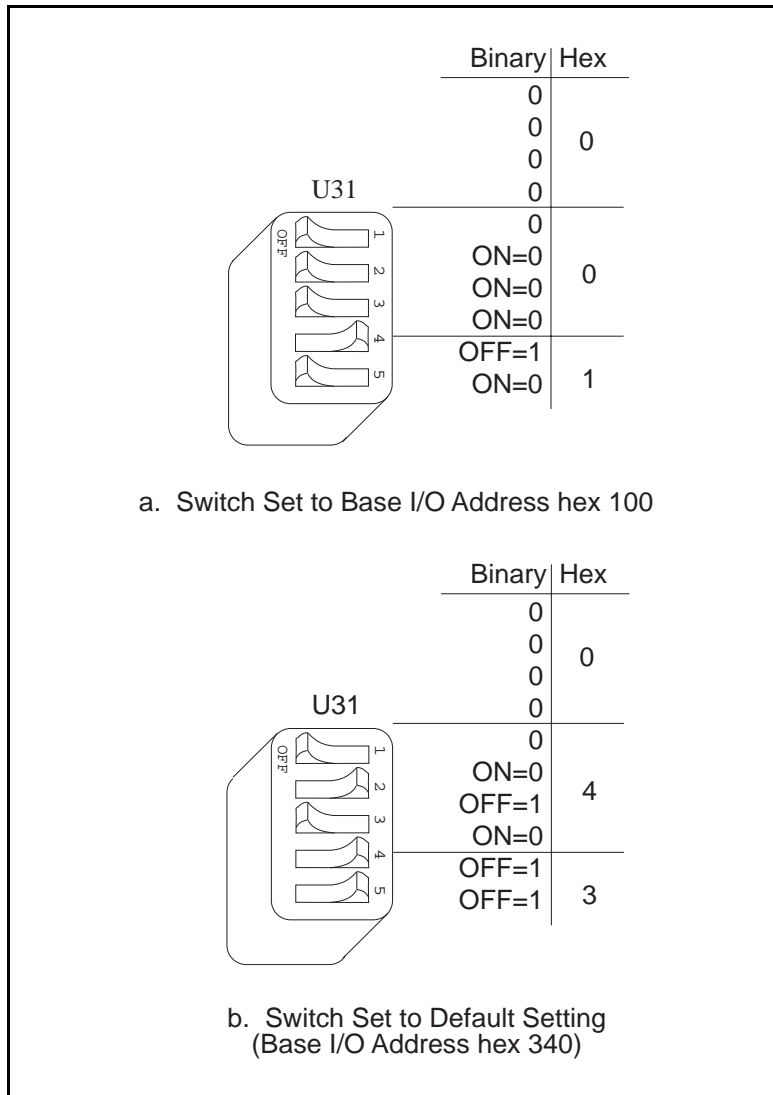 Binary Hex
0
0
0
0
0
U31
OFF
1
2
3
4
5
0
ON=0
ON=0
ON=0
0
OFF=1
ON=0
1
a. Switch Set to Base I/O Address hex 100
Binary Hex
0
0
0
0
0
U31
OFF
1
2
3
4
5
0
ON=0
OFF=1
ON=0
4
OFF=1
OFF=1
3
b. Switch Set to Default Setting
(Base I/O Address hex 340)